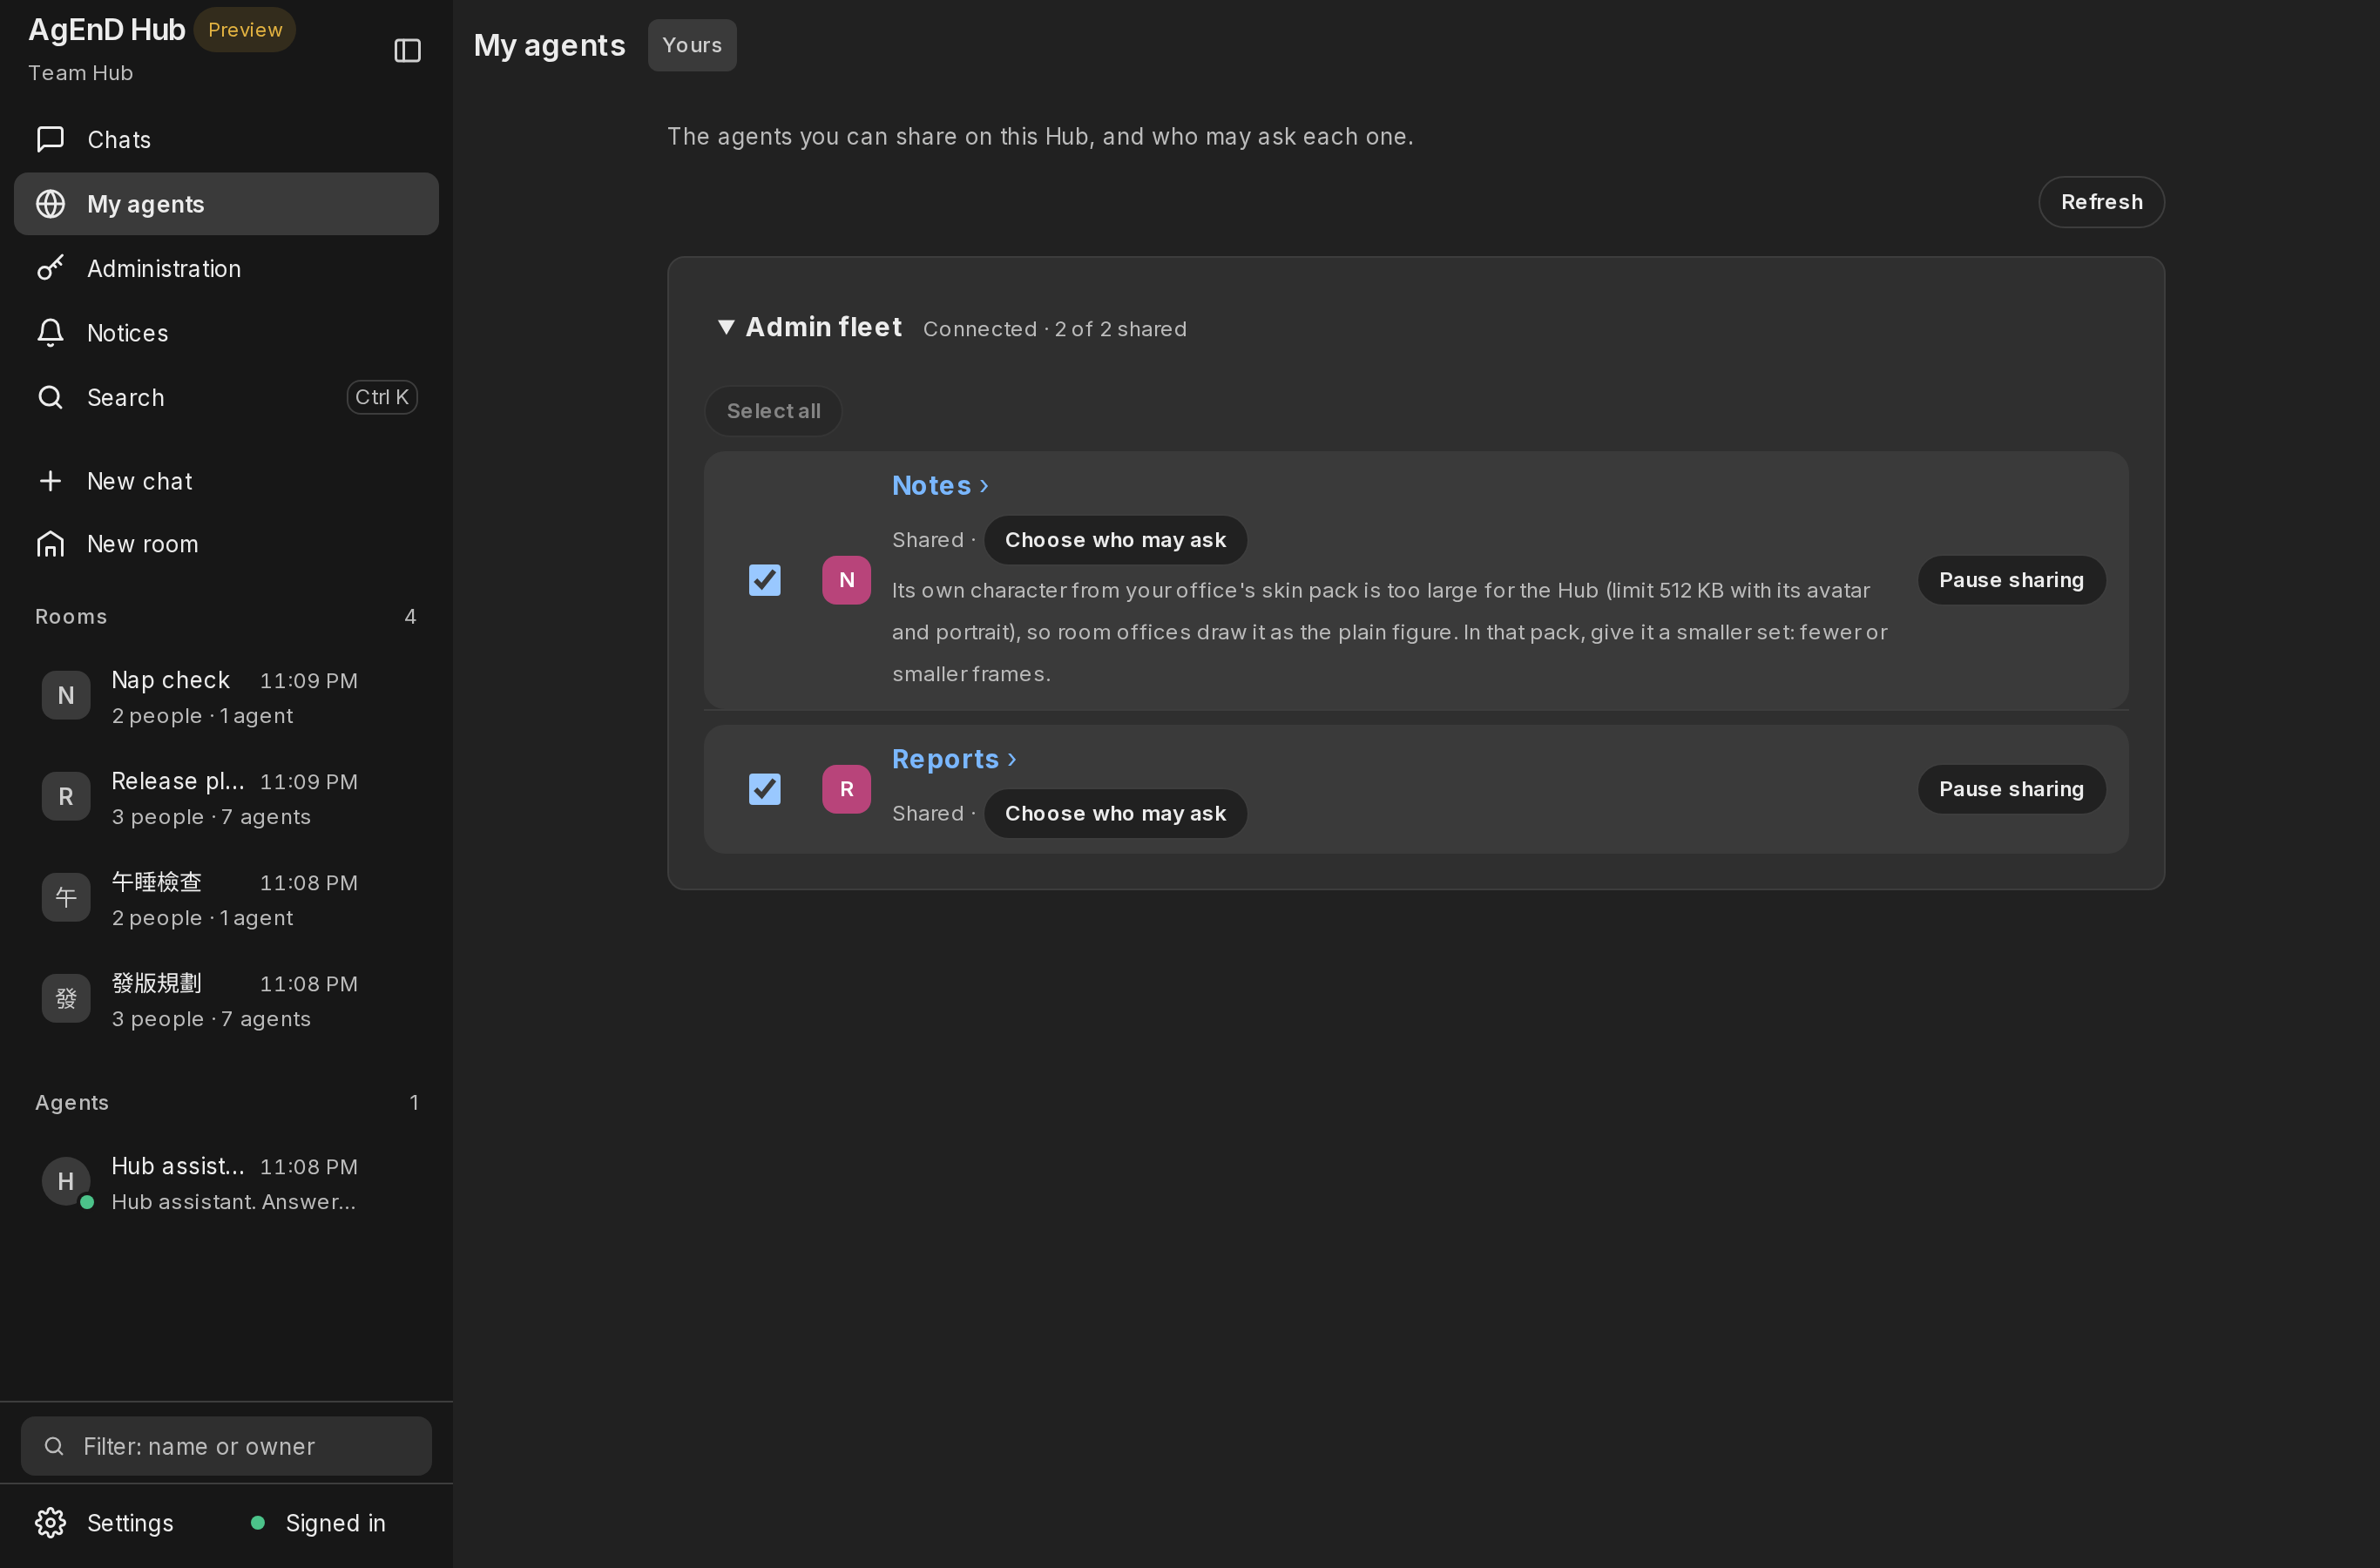 AgEnD Hub Preview
Team Hub
Chats
My agents
Administration
Notices
Search Ctrl K
New chat
New room
Rooms 4
N Nap check 11:09 PM
2 people · 1 agent
R Release pl... 11:09 PM
3 people · 7 agents
午 午睡檢查 11:08 PM
2 people · 1 agent
發 發版規劃 11:08 PM
3 people · 7 agents
Agents 1
H Hub assist... 11:08 PM
Hub assistant. Answer...
Filter: name or owner
Settings Signed in
My agents Yours
The agents you can share on this Hub, and who may ask each one.
Refresh
Admin fleet Connected · 2 of 2 shared
Select all
Notes ›
Shared · Choose who may ask
N
Its own character from your office's skin pack is too large for the Hub (limit 512 KB with its avatar
and portrait), so room offices draw it as the plain figure. In that pack, give it a smaller set: fewer or
smaller frames.
Pause sharing
Reports ›
R
Shared · Choose who may ask
Pause sharing